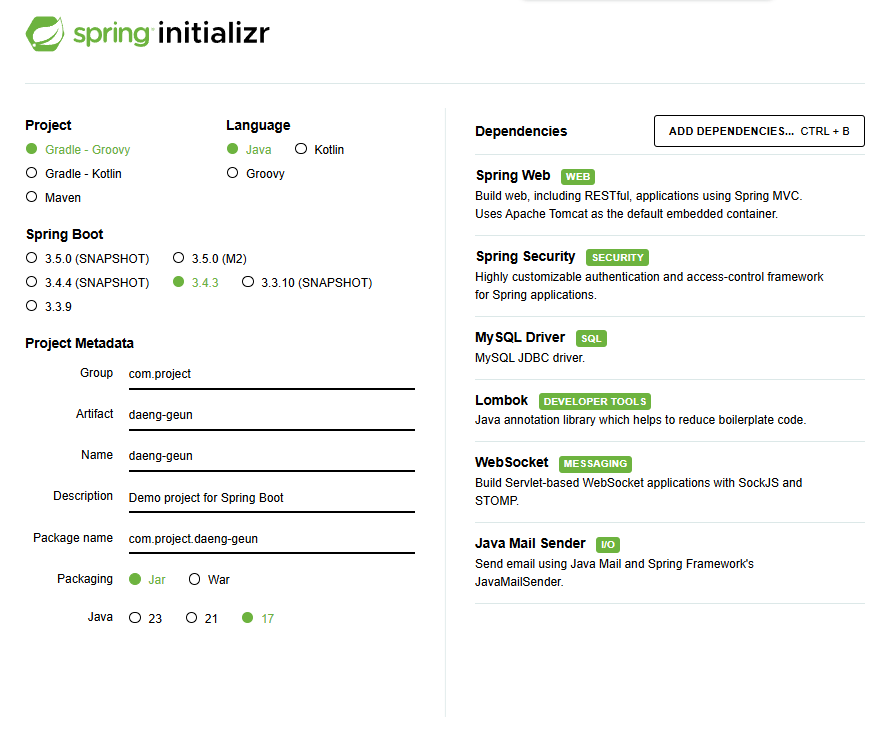 spring initializr
Project
Gradle - Groovy
Gradle - Kotlin
Maven
Language
Java Kotlin
Groovy
Spring Boot
3.5.0 (SNAPSHOT) 3.5.0 (M2)
3.4.4 (SNAPSHOT) 3.4.3 3.3.10 (SNAPSHOT)
3.3.9
Project Metadata
Group com.project
Artifact daeng-geun
Name daeng-geun
Description Demo project for Spring Boot
Package name com.project.daeng-geun
Packaging Jar War
Java 23 21 17
Dependencies ADD DEPENDENCIES... CTRL + B
Spring Web WEB
Build web, including RESTful, applications using Spring MVC.
Uses Apache Tomcat as the default embedded container.
Spring Security SECURITY
Highly customizable authentication and access-control framework
for Spring applications.
MySQL Driver SQL
MySQL JDBC driver.
Lombok DEVELOPER TOOLS
Java annotation library which helps to reduce boilerplate code.
WebSocket MESSAGING
Build Servlet-based WebSocket applications with SockJS and
STOMP.
Java Mail Sender I/O
Send email using Java Mail and Spring Framework's
JavaMailSender.